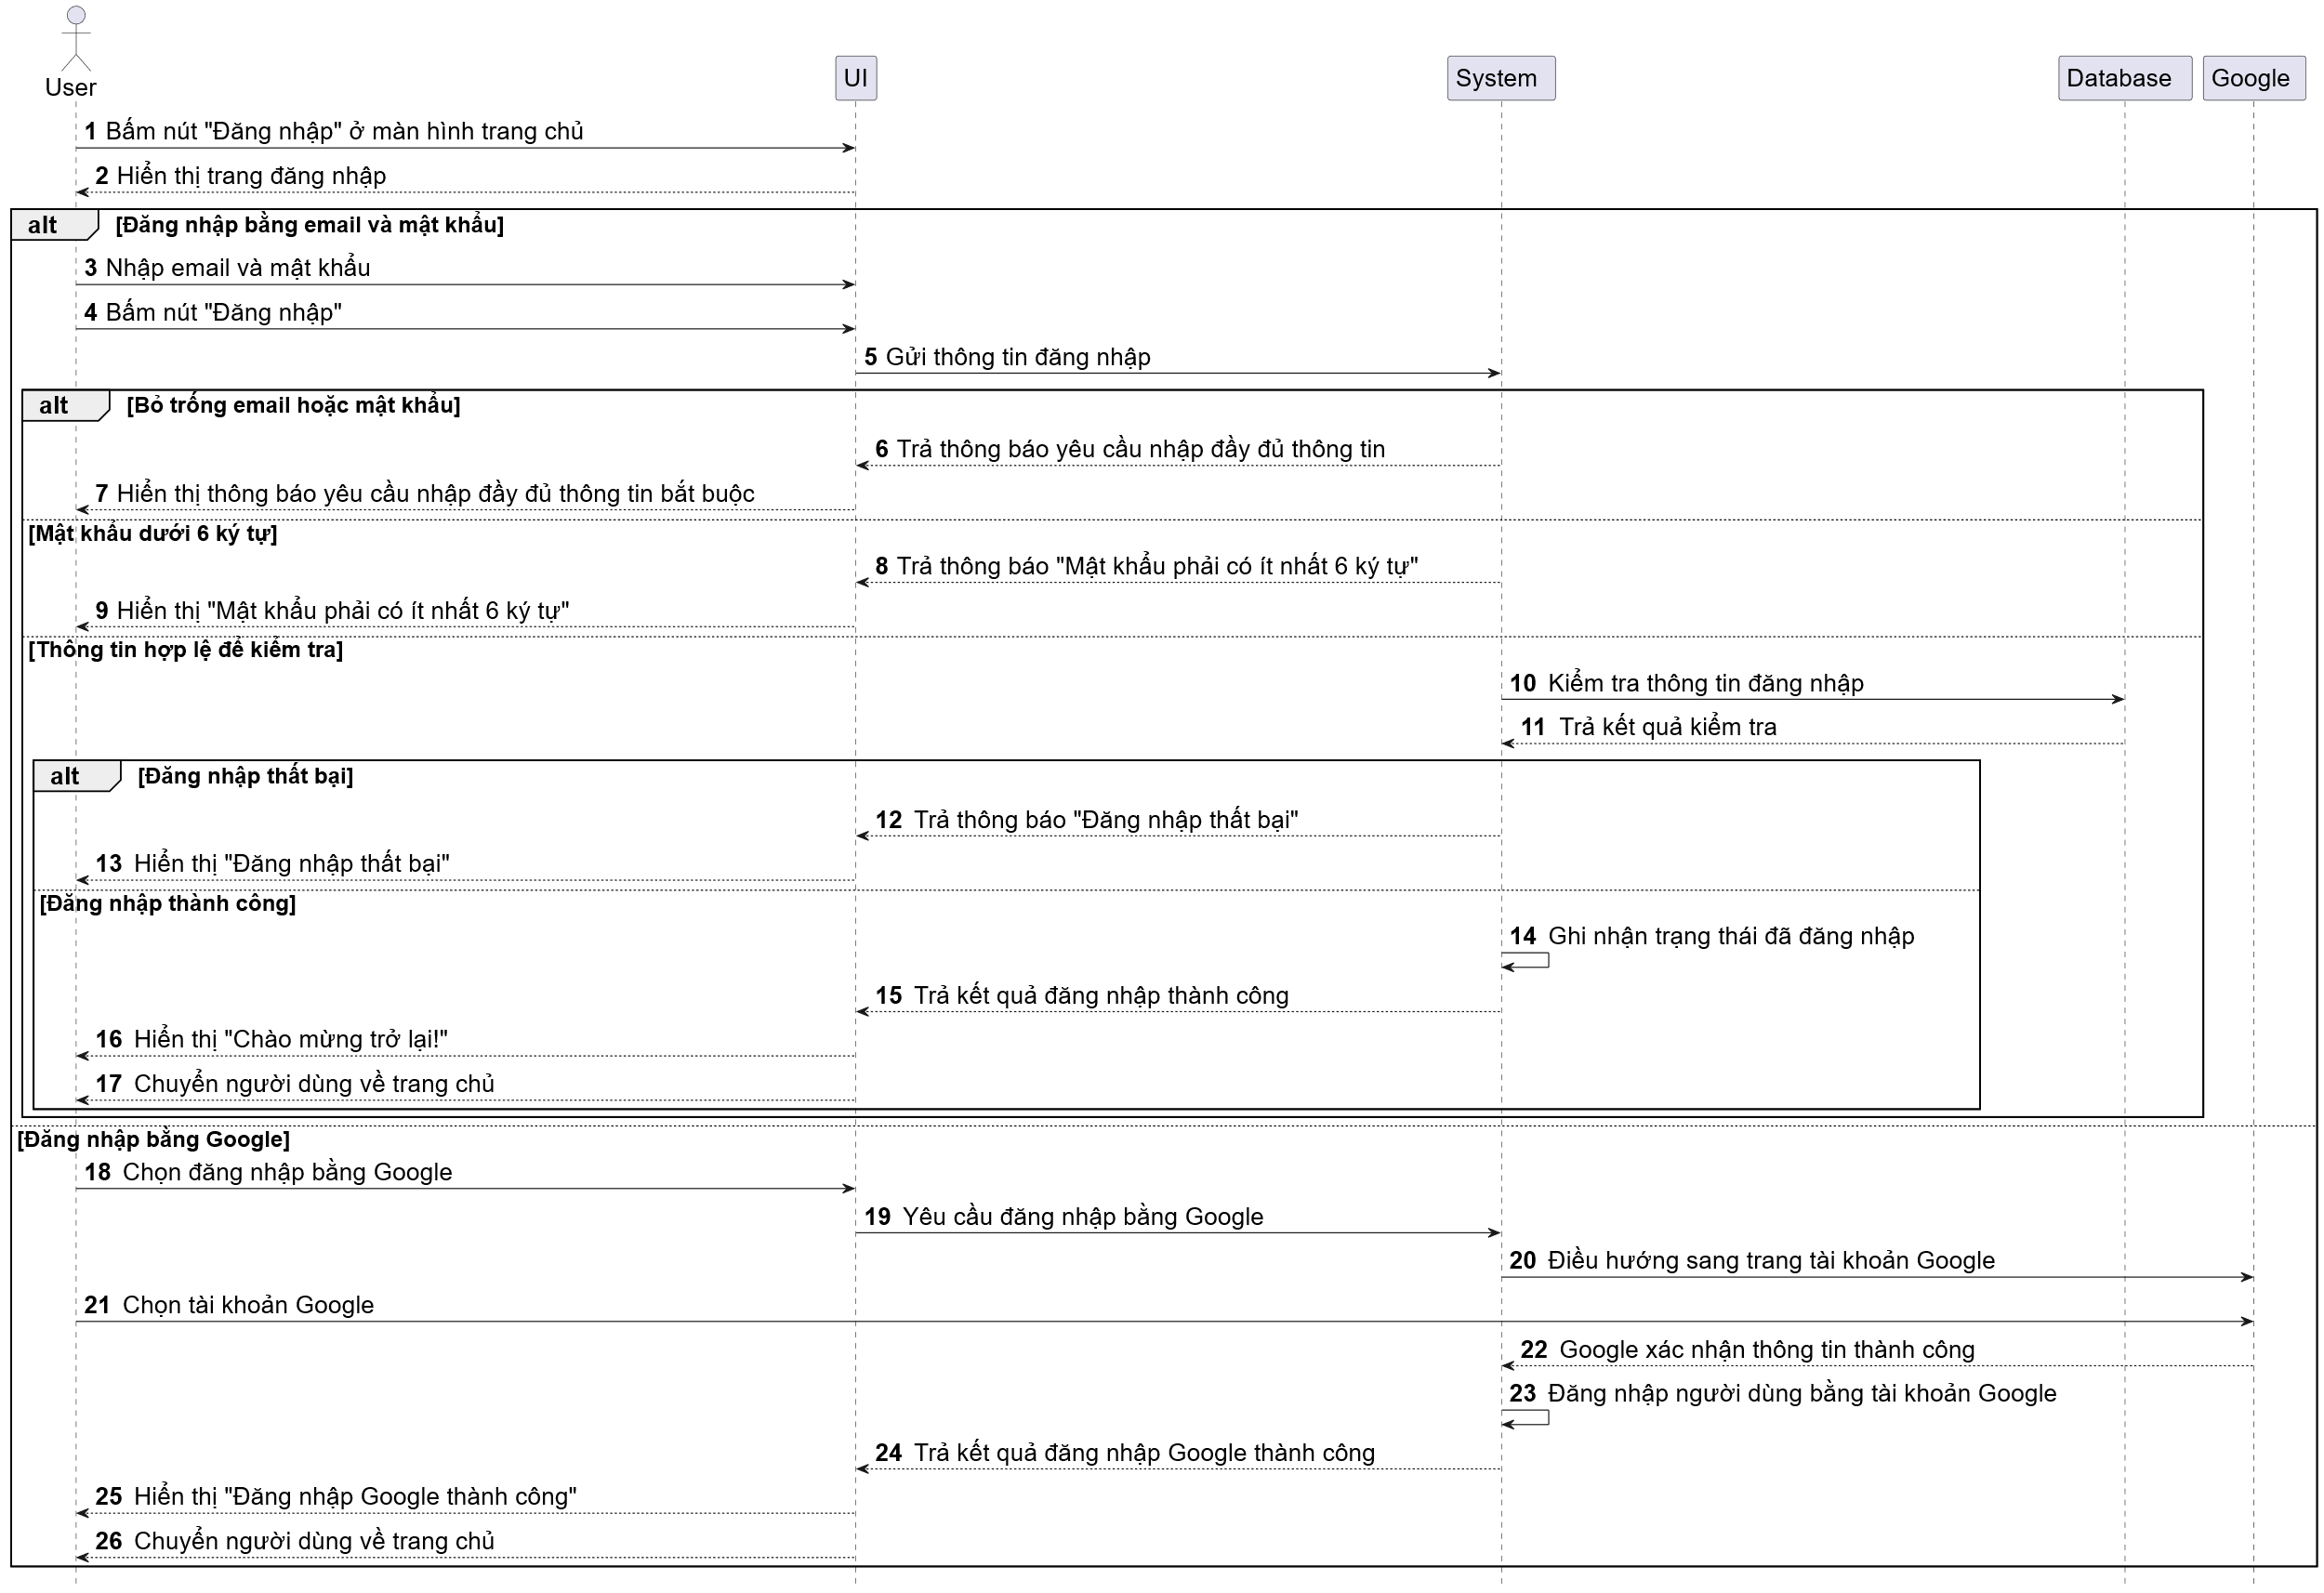 User
UI
System
Database
Google
1 Bấm nút "Đăng nhập" ở màn hình trang chủ
2 Hiển thị trang đăng nhập
alt [Đăng nhập bằng email và mật khẩu]
3 Nhập email và mật khẩu
4 Bấm nút "Đăng nhập"
5 Gửi thông tin đăng nhập
alt [Bỏ trống email hoặc mật khẩu]
6 Trả thông báo yêu cầu nhập đầy đủ thông tin
7 Hiển thị thông báo yêu cầu nhập đầy đủ thông tin bắt buộc
[Mật khẩu dưới 6 ký tự]
8 Trả thông báo "Mật khẩu phải có ít nhất 6 ký tự"
9 Hiển thị "Mật khẩu phải có ít nhất 6 ký tự"
[Thông tin hợp lệ để kiểm tra]
10 Kiểm tra thông tin đăng nhập
11 Trả kết quả kiểm tra
alt [Đăng nhập thất bại]
12 Trả thông báo "Đăng nhập thất bại"
13 Hiển thị "Đăng nhập thất bại"
[Đăng nhập thành công]
14 Ghi nhận trạng thái đã đăng nhập
15 Trả kết quả đăng nhập thành công
16 Hiển thị "Chào mừng trở lại!"
17 Chuyển người dùng về trang chủ
[Đăng nhập bằng Google]
18 Chọn đăng nhập bằng Google
19 Yêu cầu đăng nhập bằng Google
20 Điều hướng sang trang tài khoản Google
21 Chọn tài khoản Google
22 Google xác nhận thông tin thành công
23 Đăng nhập người dùng bằng tài khoản Google
24 Trả kết quả đăng nhập Google thành công
25 Hiển thị "Đăng nhập Google thành công"
26 Chuyển người dùng về trang chủ